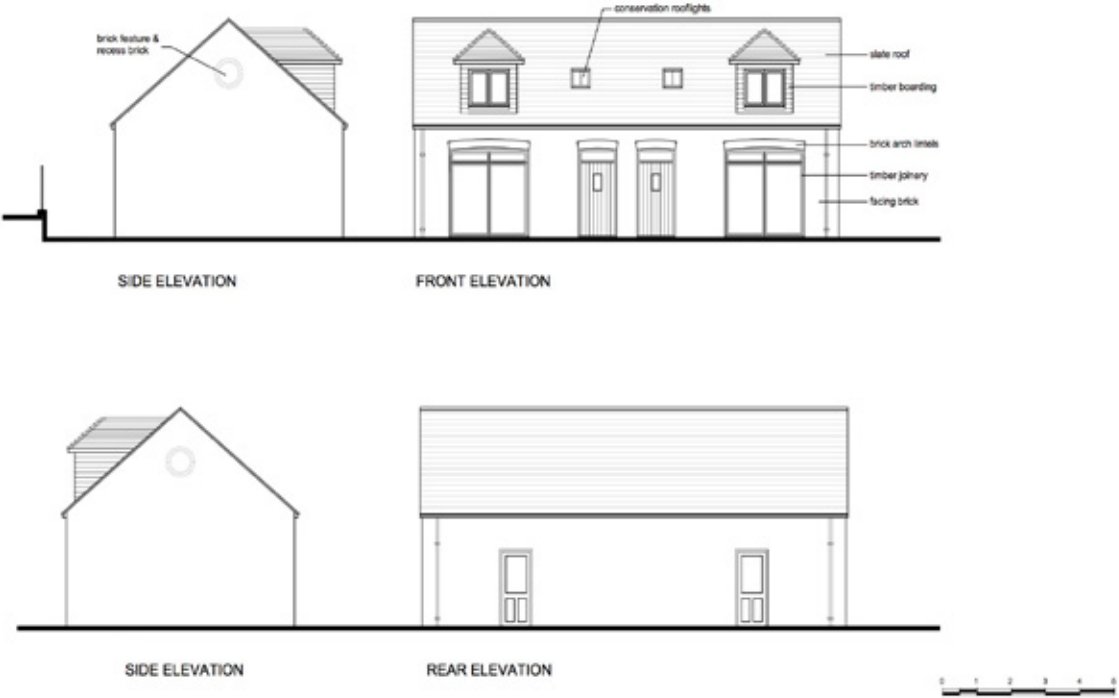 conservation rooflights
brick feature &
recess brick
slate roof
timber boarding
brick arch lintels
timber joinery
facing brick
SIDE ELEVATION
FRONT ELEVATION
SIDE ELEVATION
REAR ELEVATION
0 1 2 3 4